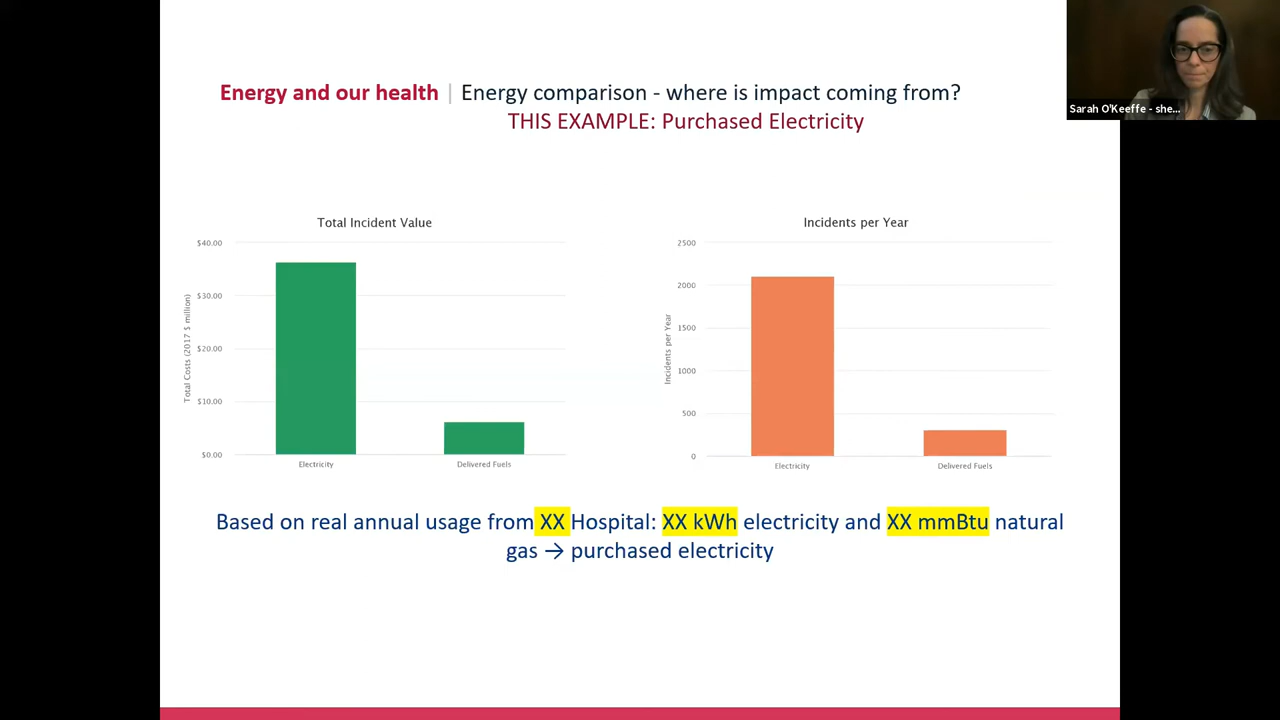 Energy and our health | Energy comparison - where is impact coming from?
THIS EXAMPLE: Purchased Electricity
Sarah O'Keeffe - she...
Total Incident Value
$40.00
$30.00
$20.00
$10.00
$0.00
Total Costs (2017 $ million)
Electricity
Delivered Fuels
Incidents per Year
2500
2000
1500
1000
500
0
Incidents per Year
Electricity
Delivered Fuels
Based on real annual usage from XX Hospital: XX kWh electricity and XX mmBtu natural
gas → purchased electricity